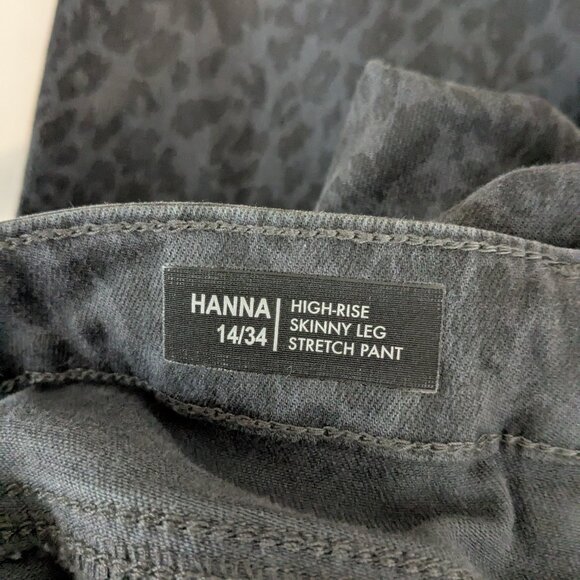 HANNA
14/34
HIGH-RISE
SKINNY LEG
STRETCH PANT